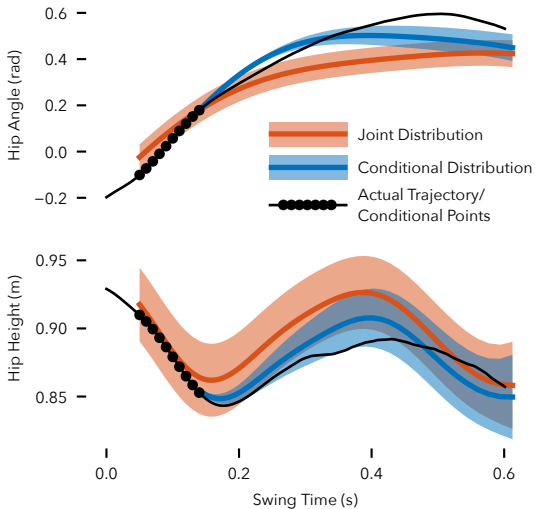 0.6
0.4
0.2
0.0
−0.2
Hip Angle (rad)
Joint Distribution
Conditional Distribution
Actual Trajectory/
Conditional Points
0.95
0.90
0.85
Hip Height (m)
0.0 0.2 0.4 0.6
Swing Time (s)